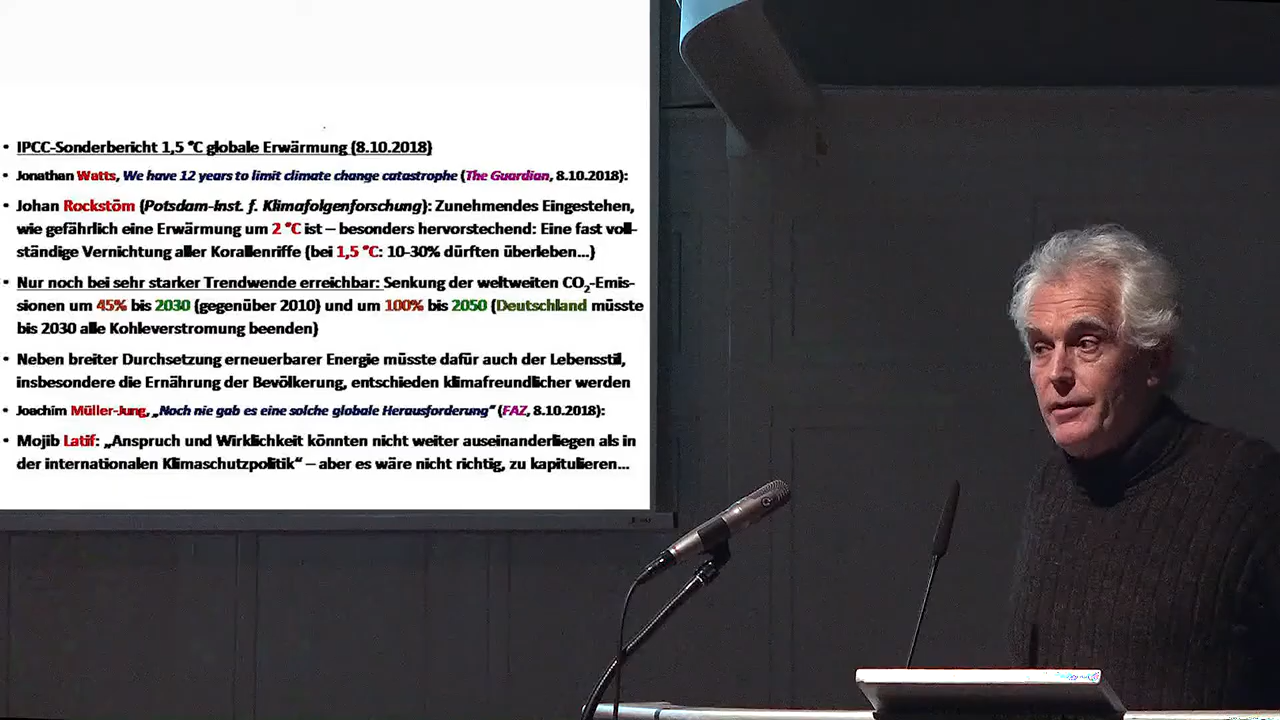 • IPCC-Sonderbericht 1,5 °C globale Erwärmung (8.10.2018)
• Jonathan Watts, We have 12 years to limit climate change catastrophe (The Guardian, 8.10.2018):
• Johan Rockstöm (Potsdam-Inst. f. Klimafolgenforschung): Zunehmendes Eingestehen,
wie gefährlich eine Erwärmung um 2 °C ist – besonders hervorstechend: Eine fast voll-
ständige Vernichtung aller Korallenriffe (bei 1,5 °C: 10-30% dürften überleben...)
• Nur noch bei sehr starker Trendwende erreichbar: Senkung der weltweiten CO₂-Emis-
sionen um 45% bis 2030 (gegenüber 2010) und um 100% bis 2050 (Deutschland müsste
bis 2030 alle Kohleverstromung beenden)
• Neben breiter Durchsetzung erneuerbarer Energie müsste dafür auch der Lebensstil,
insbesondere die Ernährung der Bevölkerung, entschieden klimafreundlicher werden
• Joachim Müller-Jung, „Noch nie gab es eine solche globale Herausforderung" (FAZ, 8.10.2018):
• Mojib Latif: „Anspruch und Wirklichkeit könnten nicht weiter auseinanderliegen als in
der internationalen Klimaschutzpolitik“ – aber es wäre nicht richtig, zu kapitulieren...